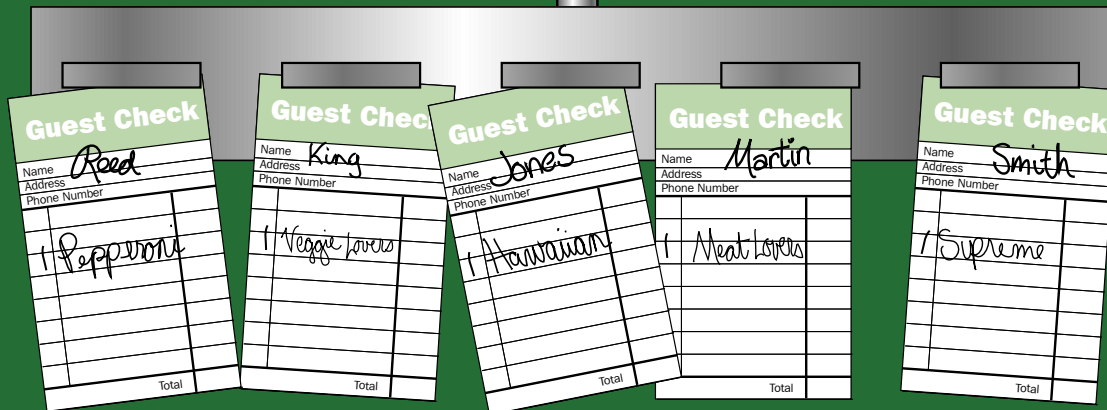 Guest Check
Name Reed
Address
Phone Number
1 Pepperoni
Total
Guest Chec
Name King
Address
Phone Number
1 Veggie Lovers
Total
Guest Check
Name Jones
Address
Phone Number
1 Hawaiian
Total
Guest Check
Name Martin
Address
Phone Number
1 Meat Lovers
Total
Guest Check
Name Smith
Address
Phone Number
1 Supreme
Total